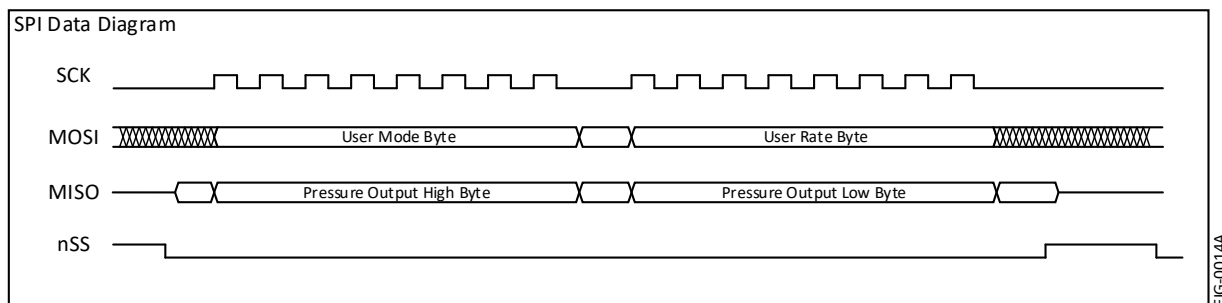 SPI Data Diagram
SCK
MOSI
User Mode Byte
User Rate Byte
MISO
Pressure Output High Byte
Pressure Output Low Byte
nSS
FIG-0014A